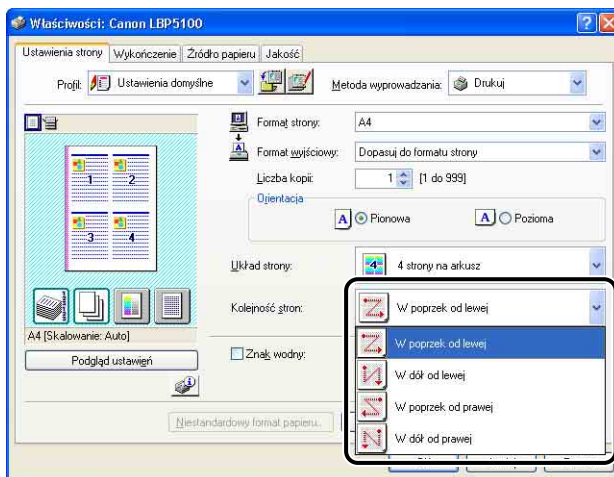 Właściwości: Canon LBP5100
Ustawienia strony Wykończenie Źródło papieru Jakość
Profil: Ustawienia domyślne Metoda wyprowadzania: Drukuj
Format strony: A4
Format wyjściowy: Dopasuj do formatu strony
Liczba kopii: 1 [1 do 999]
Orientacja
A Pionowa A Pozioma
1 2
3 4
Układ strony: 4 4 strony na arkusz
Kolejność stron: W poprzek od lewej
A4 [Skalowanie: Auto]
W poprzek od lewej
Podgląd ustawień
Znak wodny:
W dół od lewej
W poprzek od prawej
Niestandardowy format papieru..
W dół od prawej